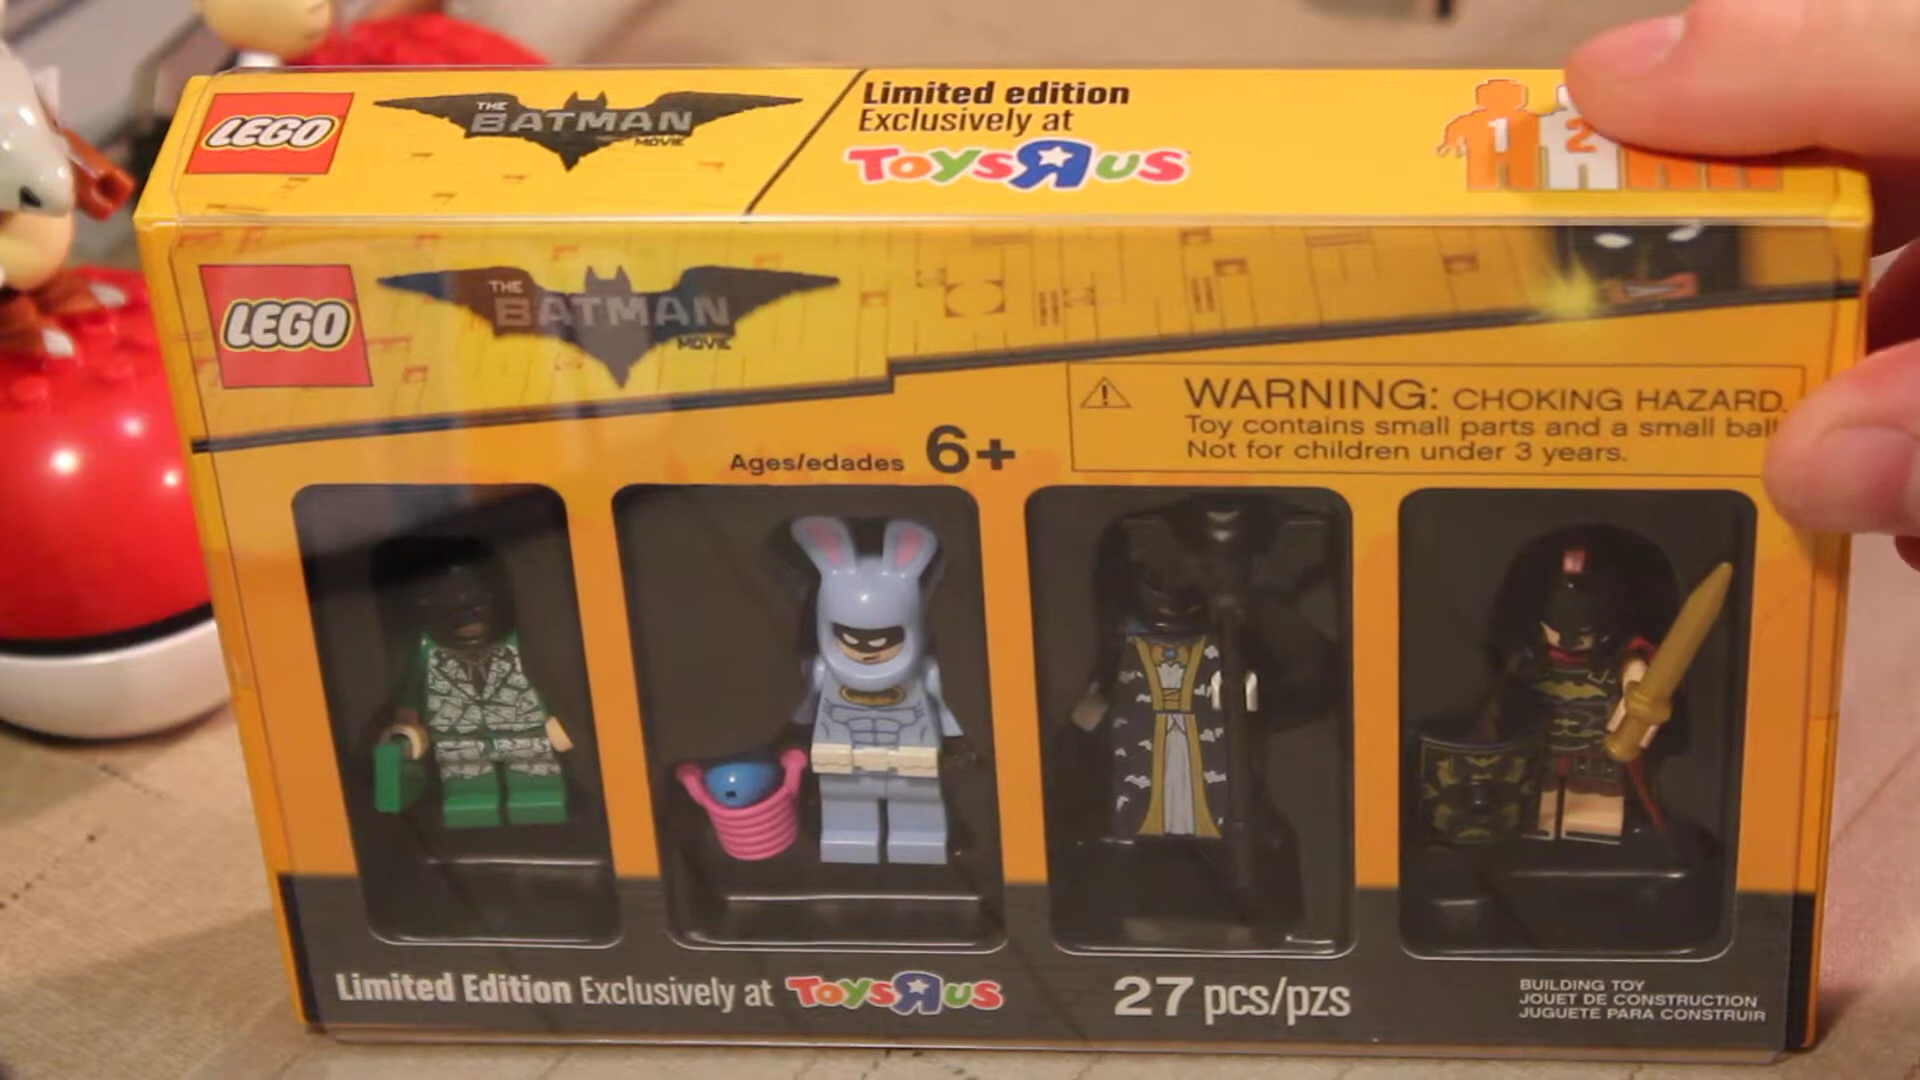 LEGO
THE
BATMAN
MOVIE
Limited edition
Exclusively at
ToysRus
1 2
LEGO
THE
BATMAN
MOVIE
WARNING: CHOKING HAZARD.
Toy contains small parts and a small ball
Not for children under 3 years.
Ages/edades 6+
Limited Edition Exclusively at ToysRus
27 pcs/pzs
BUILDING TOY
JOUET DE CONSTRUCTION
JUGUETE PARA CONSTRUIR